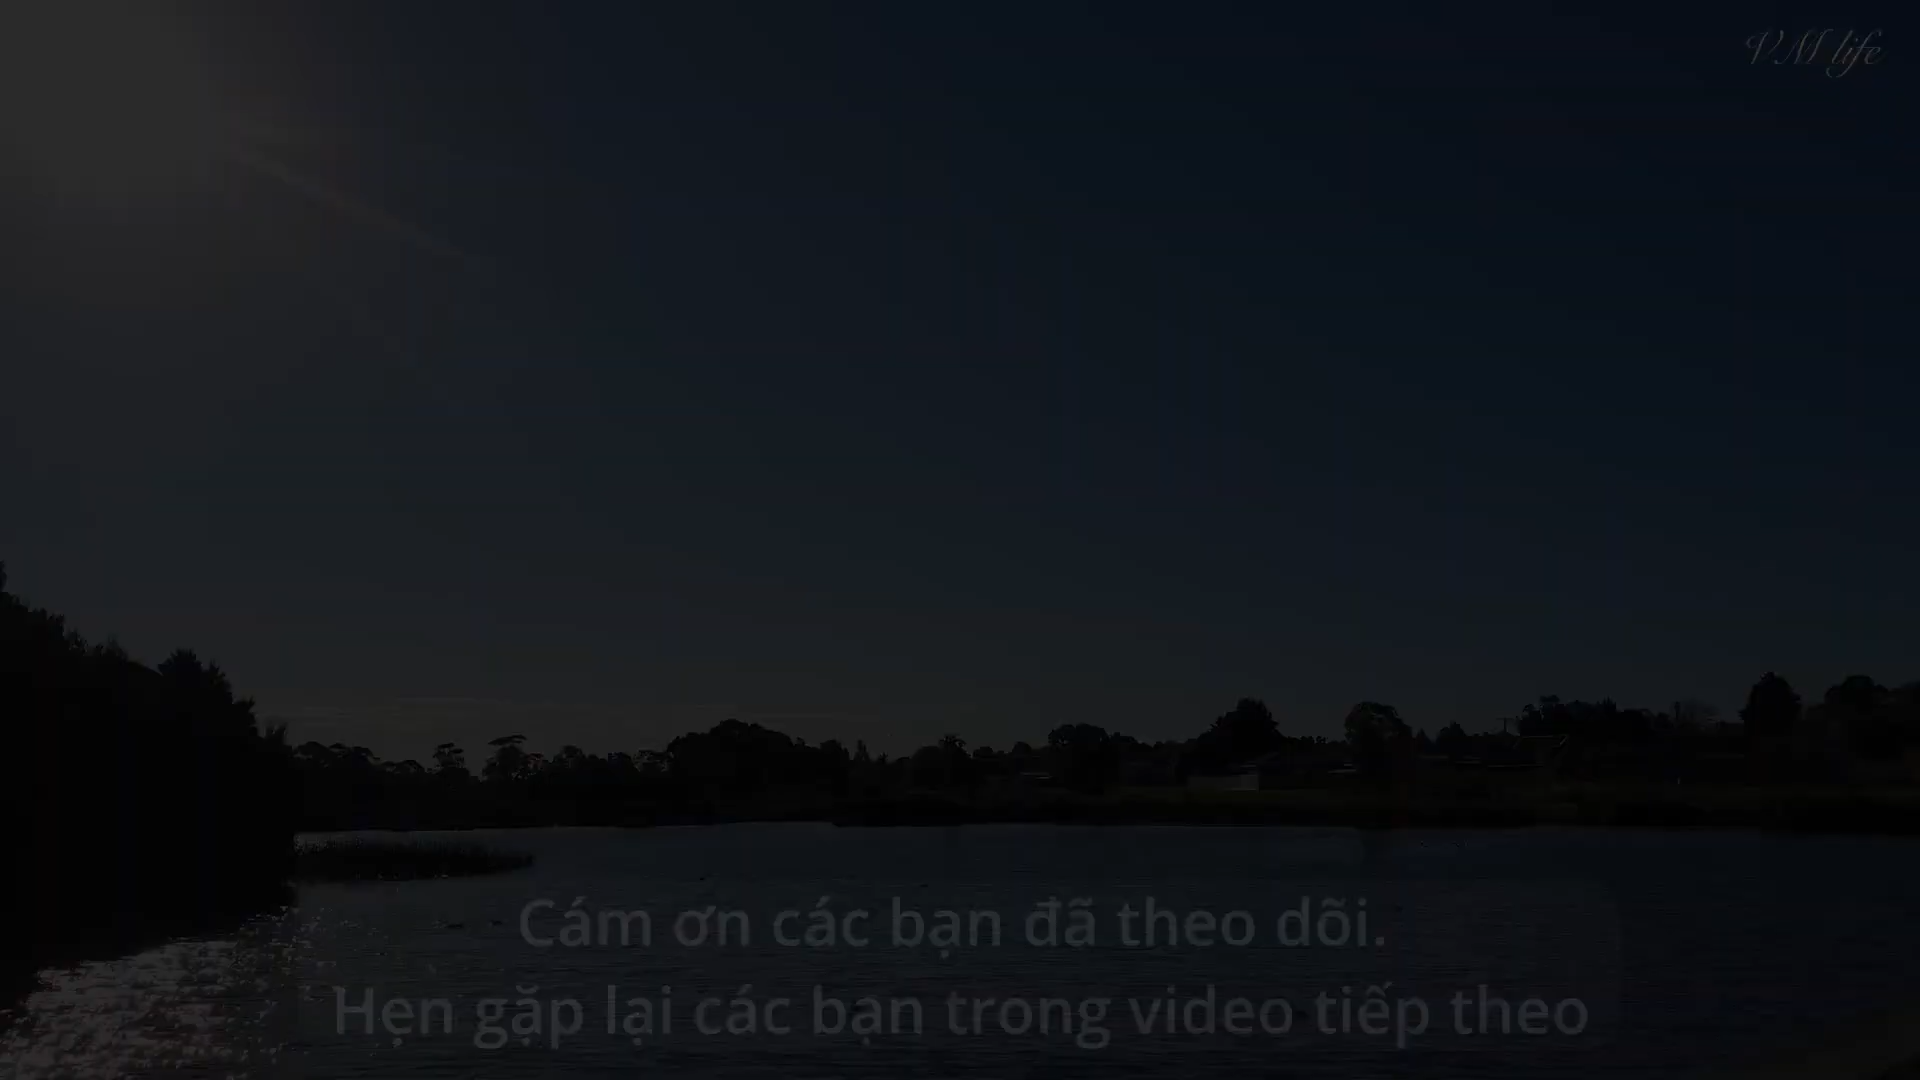 VM life
Cám ơn các bạn đã theo dõi.
Hẹn gặp lại các bạn trong video tiếp theo